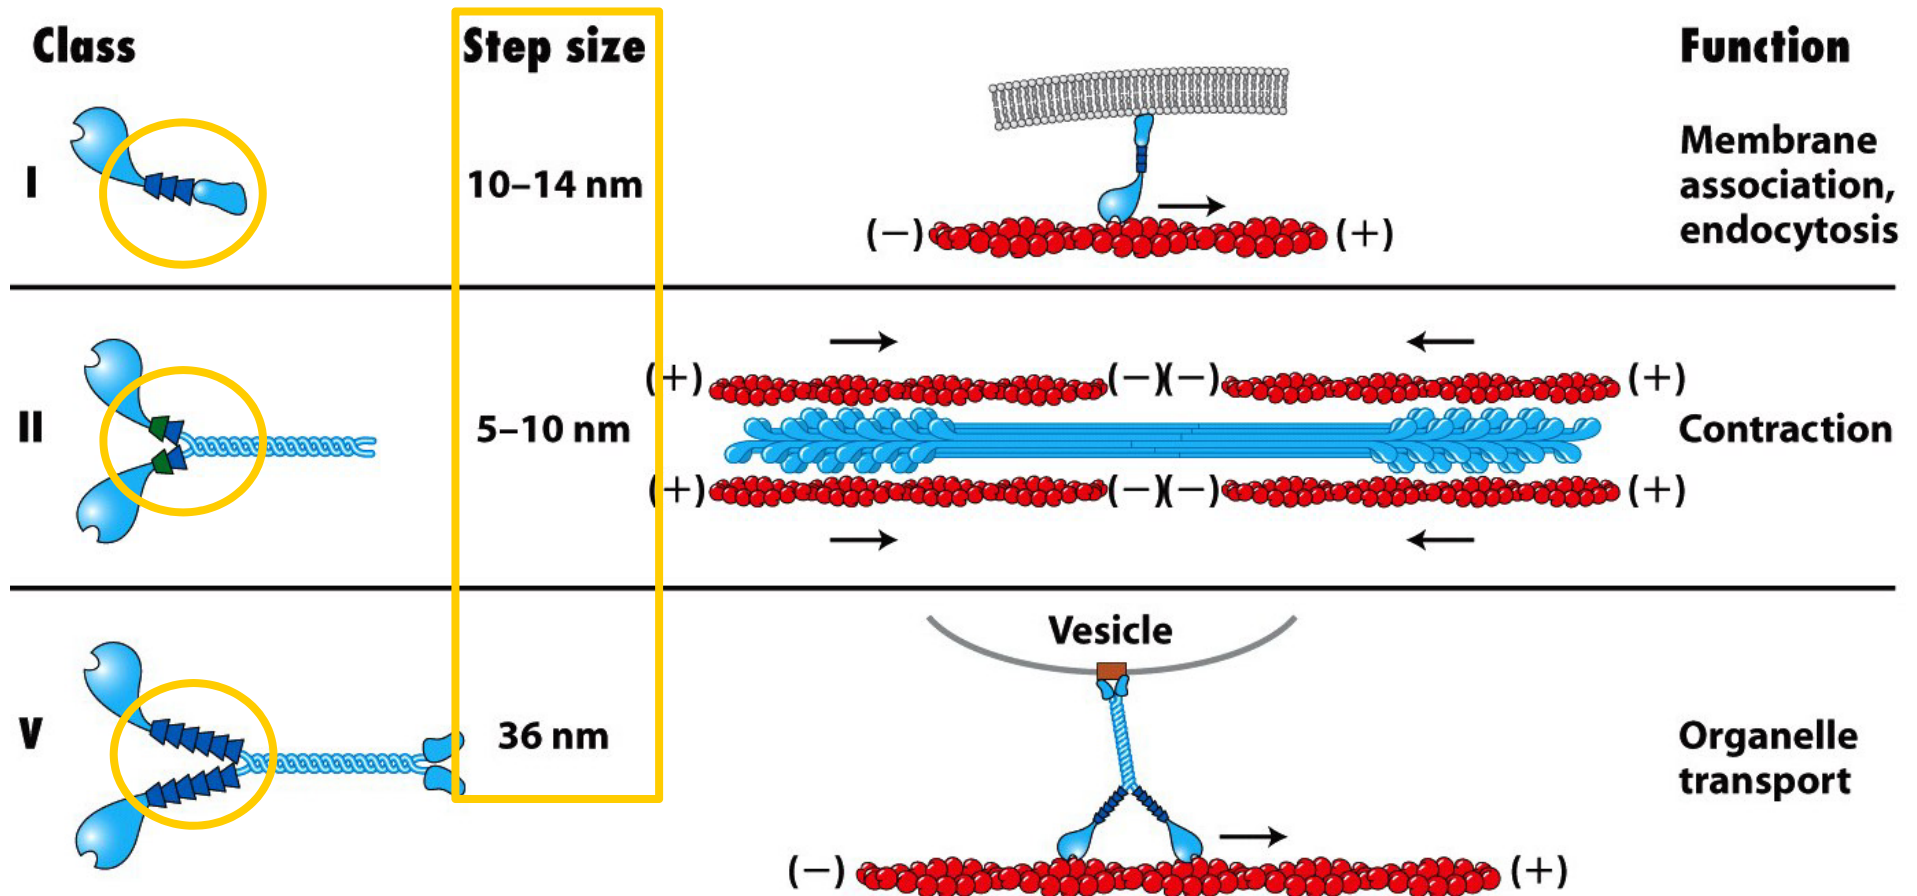 Class
Step size
Function
I
10–14 nm
(−)
(+)
Membrane
association,
endocytosis
II
5–10 nm
(+)
(−)(−)
(+)
(+)
(−)(−)
(+)
Contraction
V
36 nm
Vesicle
(−)
(+)
Organelle
transport